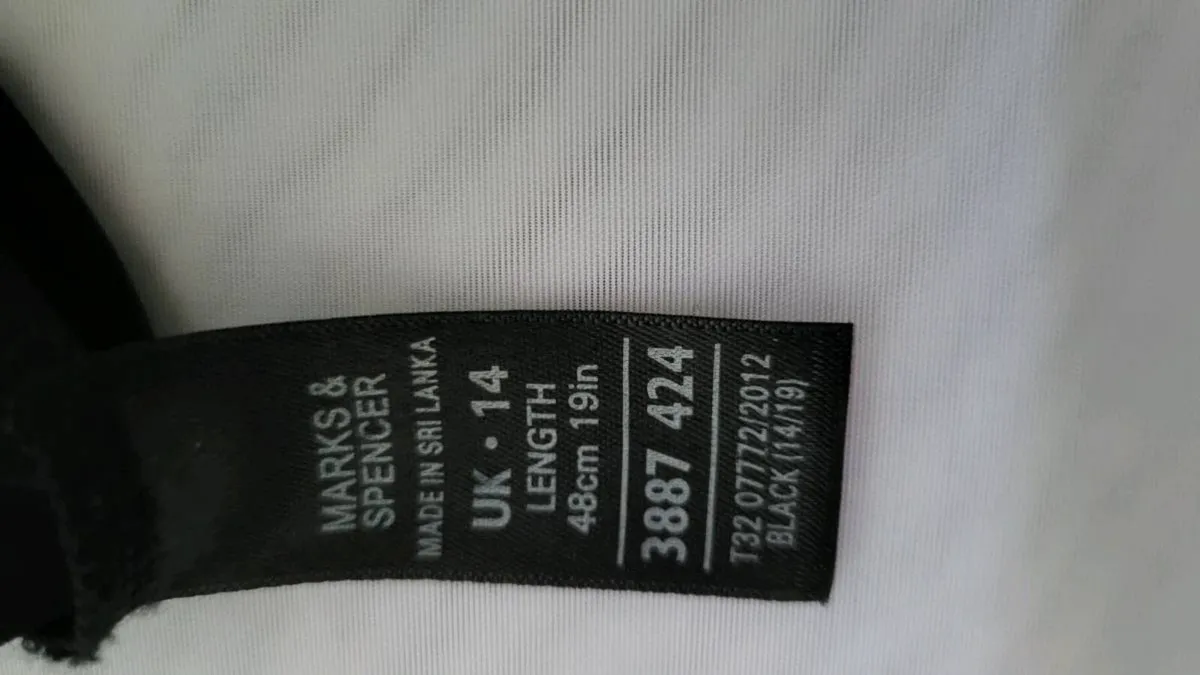 MARKS &
SPENCER
MADE IN SRI LANKA
UK • 14
LENGTH
48cm 19in
3887 424
T32 07772/2012
BLACK (14/19)